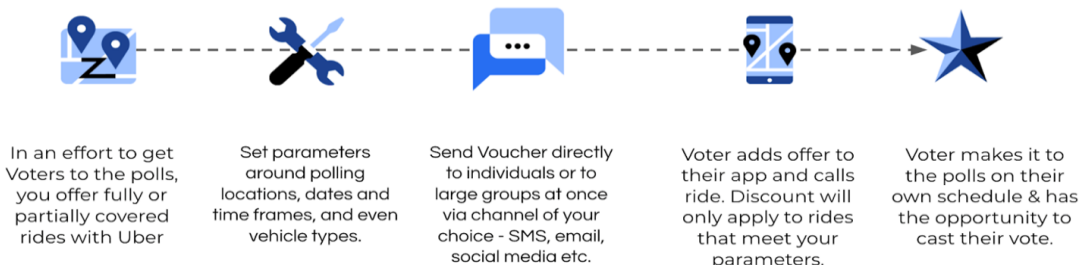 In an effort to get
Voters to the polls,
you offer fully or
partially covered
rides with Uber
Set parameters
around polling
locations, dates and
time frames, and even
vehicle types.
Send Voucher directly
to individuals or to
large groups at once
via channel of your
choice - SMS, email,
social media etc.
Voter adds offer to
their app and calls
ride. Discount will
only apply to rides
that meet your
parameters.
Voter makes it to
the polls on their
own schedule & has
the opportunity to
cast their vote.